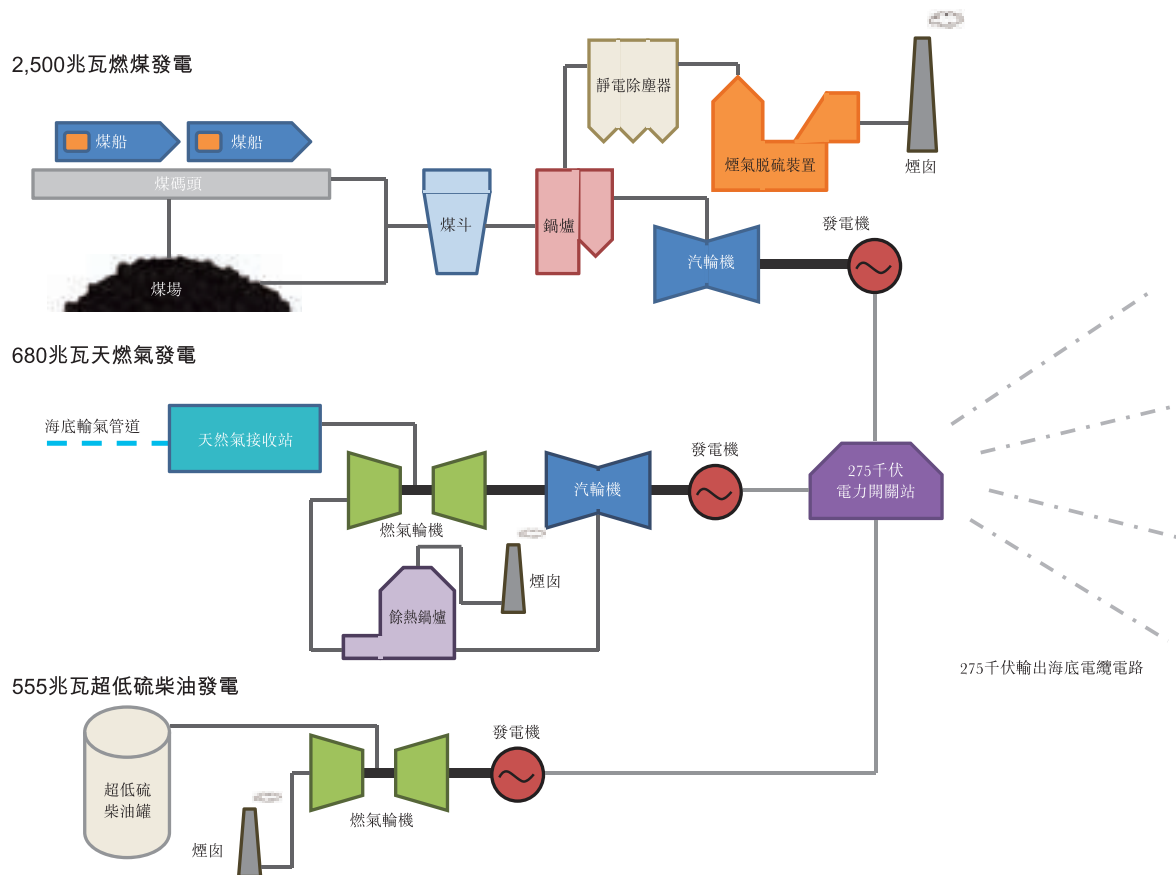 2,500兆瓦燃煤發電
靜電除塵器
煤船
煤船
煙氣脱硫裝置
煙囱
煤碼頭
煤斗
鍋爐
發電機
汽輪機
煤場
680兆瓦天燃氣發電
海底輸氣管道
天然氣接收站
發電機
汽輪機
275千伏
電力開關站
燃氣輪機
煙囱
餘熱鍋爐
275千伏輸出海底電纜電路
555兆瓦超低硫柴油發電
發電機
超低硫
柴油罐
燃氣輪機
煙囱